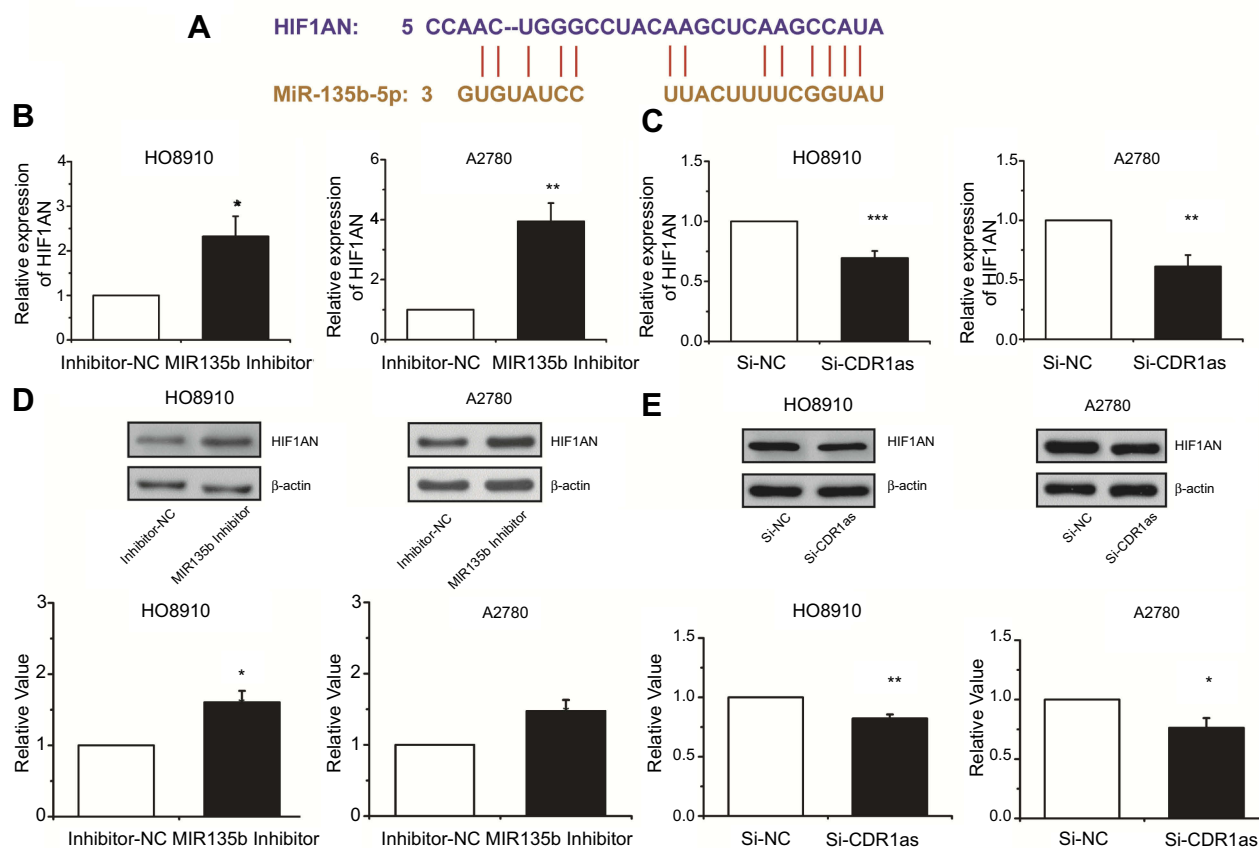 A
HIF1AN: 5 CCAAC--UGGGCCUACAAGCUCAAGCCAUA
MiR-135b-5p: 3 GUGUAUCC UUACUUUUCGGUAU
B
HO8910
Relative expression
of HIF1AN
4
3
2
1
0
*
Inhibitor-NC MIR135b Inhibitor
A2780
Relative expression
of HIF1AN
6
4
2
0
**
Inhibitor-NC MIR135b Inhibitor
C
HO8910
Relative expression
of HIF1AN
1.5
1.0
0.5
0.0
***
Si-NC Si-CDR1as
A2780
Relative expression
of HIF1AN
1.5
1.0
0.5
0.0
**
Si-NC Si-CDR1as
D
HO8910
HIF1AN
β-actin
Inhibitor-NC
MIR135b Inhibitor
A2780
HIF1AN
β-actin
Inhibitor-NC
MIR135b Inhibitor
HO8910
Relative Value
3
2
1
0
*
Inhibitor-NC MIR135b Inhibitor
A2780
Relative Value
3
2
1
0
Inhibitor-NC MIR135b Inhibitor
E
HO8910
HIF1AN
β-actin
Si-NC
Si-CDR1as
A2780
HIF1AN
β-actin
Si-NC
Si-CDR1as
HO8910
Relative Value
1.5
1.0
0.5
0.0
**
Si-NC Si-CDR1as
A2780
Relative Value
1.5
1.0
0.5
0.0
*
Si-NC Si-CDR1as